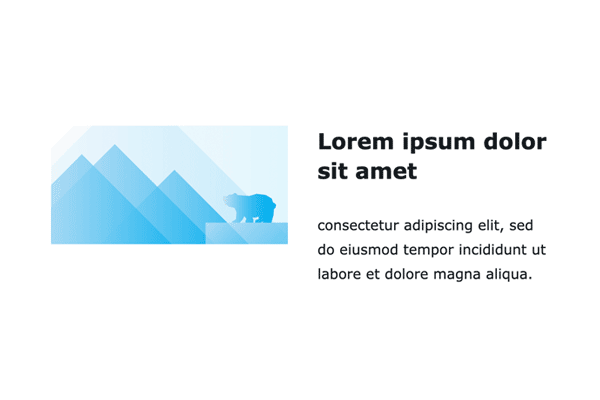 Lorem ipsum dolor
sit amet
consectetur adipiscing elit, sed
do eiusmod tempor incididunt ut
labore et dolore magna aliqua.